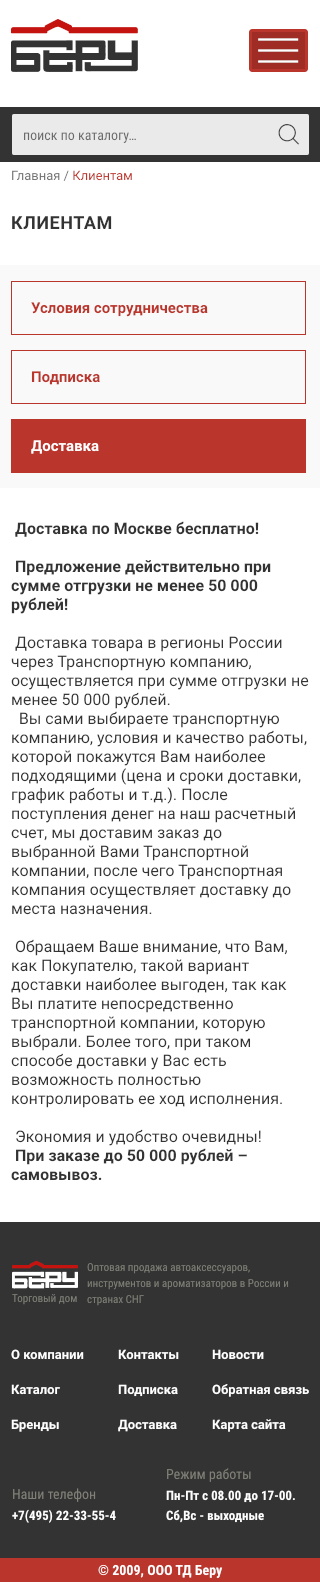 БЕРУ
поиск по каталогу...
Главная / Клиентам
КЛИЕНТАМ
Условия сотрудничества
Подписка
Доставка
Доставка по Москве бесплатно!
Предложение действительно при
сумме отгрузки не менее 50 000
рублей!
Доставка товара в регионы России
через Транспортную компанию,
осуществляется при сумме отгрузки не
менее 50 000 рублей.
Вы сами выбираете транспортную
компанию, условия и качество работы,
которой покажутся Вам наиболее
подходящими (цена и сроки доставки,
график работы и т.д.). После
поступления денег на наш расчетный
счет, мы доставим заказ до
выбранной Вами Транспортной
компании, после чего Транспортная
компания осуществляет доставку до
места назначения.
Обращаем Ваше внимание, что Вам,
как Покупателю, такой вариант
доставки наиболее выгоден, так как
Вы платите непосредственно
транспортной компании, которую
выбрали. Более того, при таком
способе доставки у Вас есть
возможность полностью
контролировать ее ход исполнения.
Экономия и удобство очевидны!
При заказе до 50 000 рублей –
самовывоз.
БЕРУ
Торговый дом
Оптовая продажа автоаксессуаров,
инструментов и ароматизаторов в России и
странах СНГ
О компании Контакты Новости
Каталог Подписка Обратная связь
Бренды Доставка Карта сайта
Наши телефон
+7(495) 22-33-55-4
Режим работы
Пн-Пт с 08.00 до 17-00.
Сб,Вс - выходные
© 2009, ООО ТД Беру